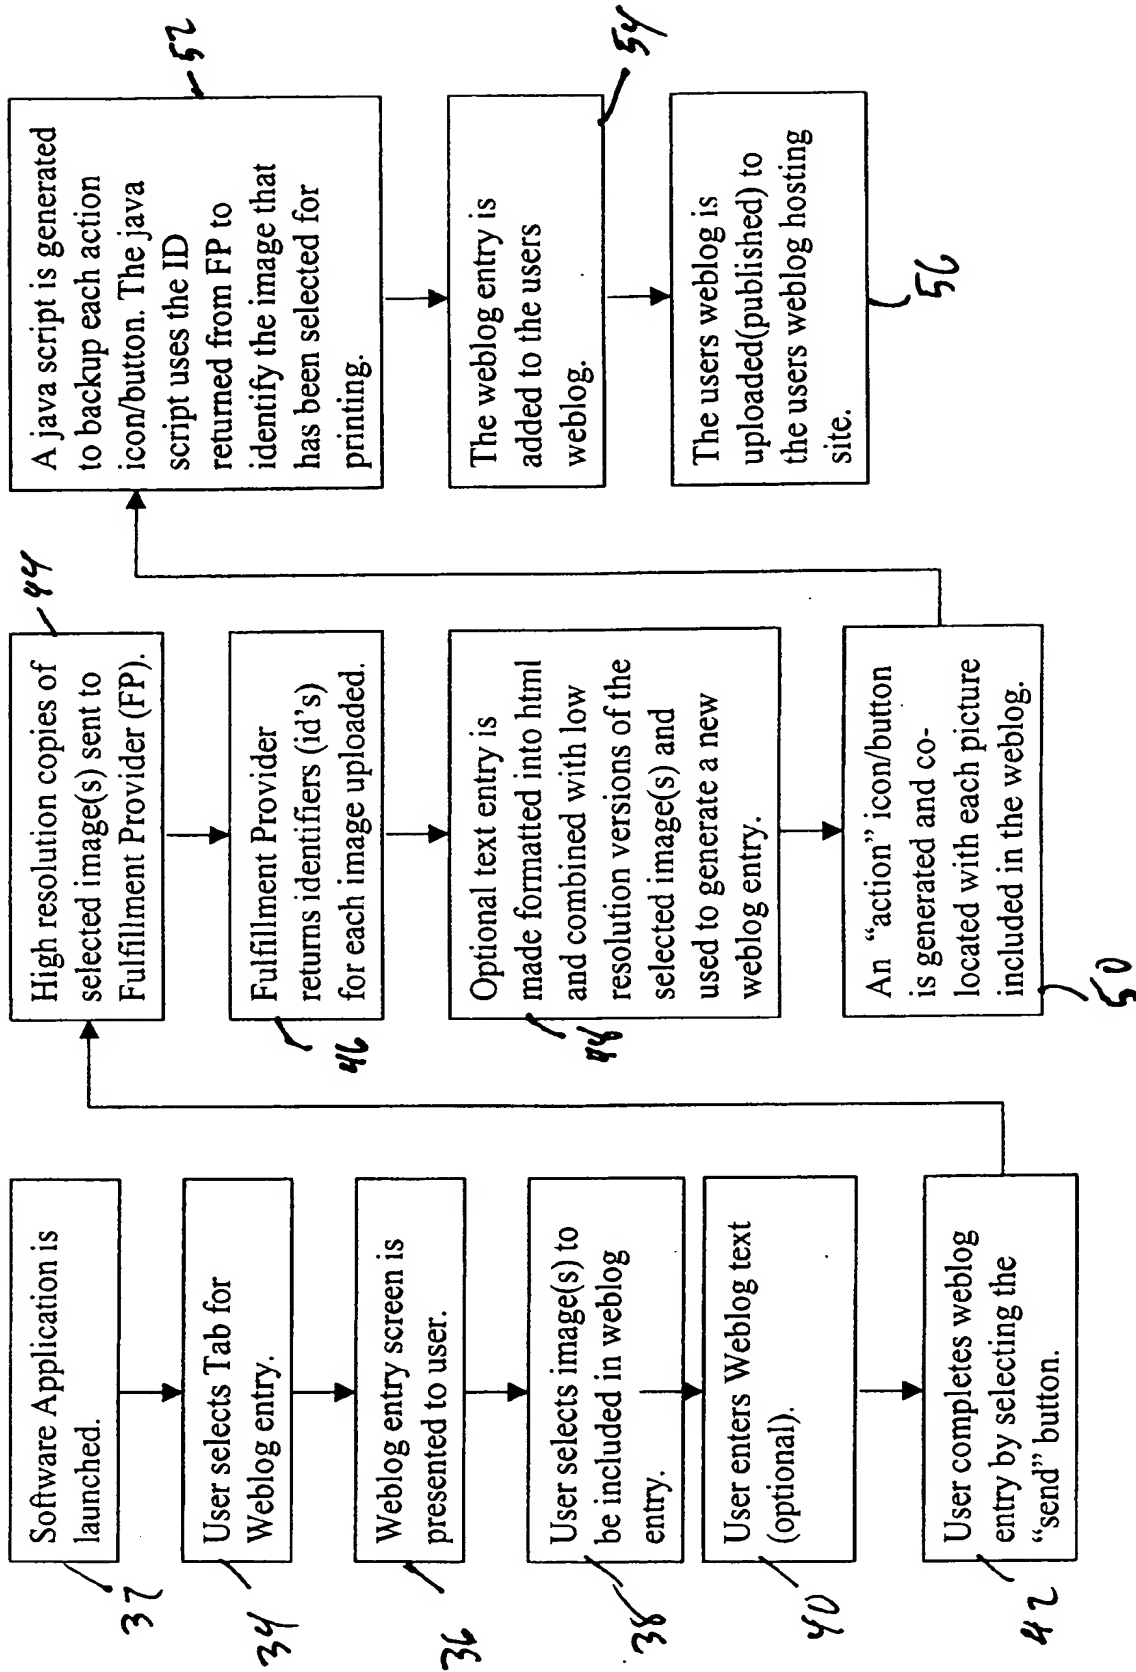 Software Application is
launched.
32
User selects Tab for
Weblog entry.
34
Weblog entry screen is
presented to user.
36
User selects image(s) to
be included in weblog
entry.
38
User enters Weblog text
(optional).
40
User completes weblog
entry by selecting the
“send” button.
42
High resolution copies of
selected image(s) sent to
Fulfillment Provider (FP).
44
Fulfillment Provider
returns identifiers (id's)
for each image uploaded.
46
Optional text entry is
made formatted into html
and combined with low
resolution versions of the
selected image(s) and
used to generate a new
weblog entry.
48
An “action” icon/button
is generated and co-
located with each picture
included in the weblog.
50
A java script is generated
to backup each action
icon/button. The java
script uses the ID
returned from FP to
identify the image that
has been selected for
printing.
52
The weblog entry is
added to the users
weblog.
54
The users weblog is
uploaded(published) to
the users weblog hosting
site.
56